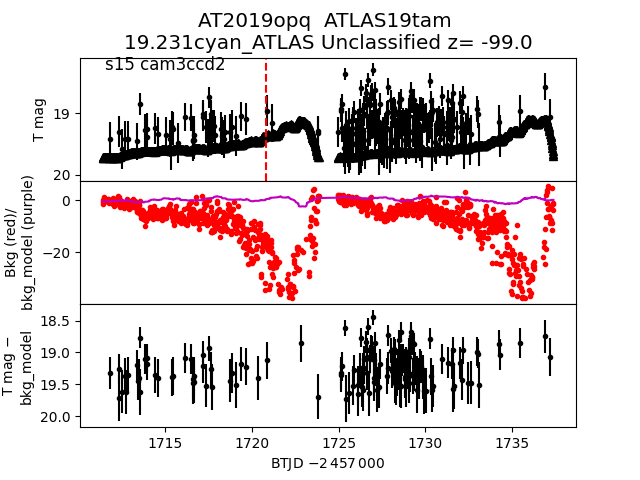 AT2019opq  ATLAS19tam
19.231cyan_ATLAS Unclassified z= -99.0
s15 cam3ccd2
T mag
19
20
Bkg (red)/
bkg_model (purple)
0
−20
T mag −
bkg_model
18.5
19.0
19.5
20.0
1715
1720
1725
1730
1735
BTJD −2 457 000